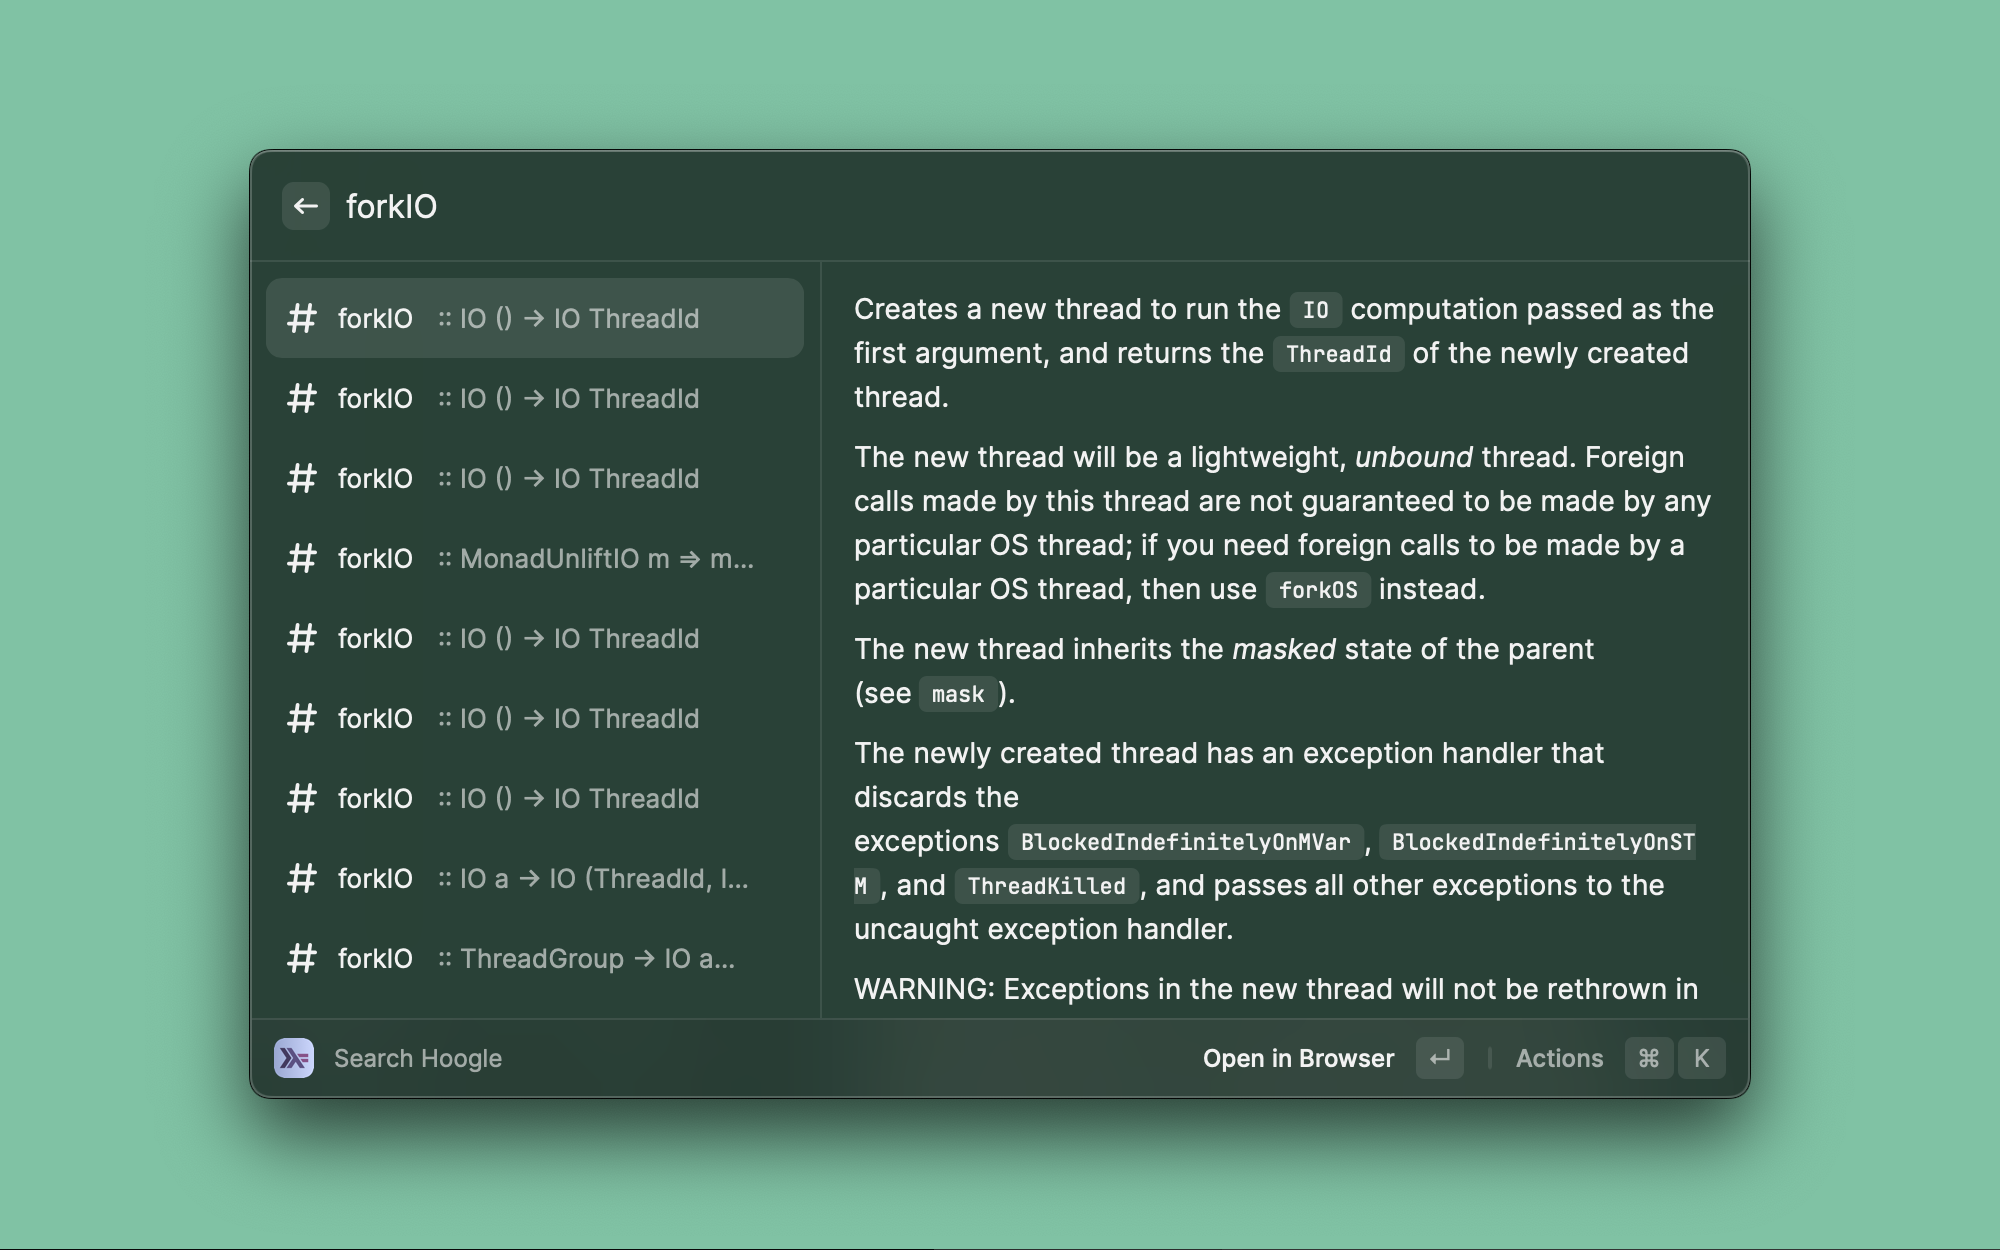 forkIO
# forkIO :: IO () → IO ThreadId
# forkIO :: IO () → IO ThreadId
# forkIO :: IO () → IO ThreadId
# forkIO :: MonadUnliftIO m ⇒ m...
# forkIO :: IO () → IO ThreadId
# forkIO :: IO () → IO ThreadId
# forkIO :: IO () → IO ThreadId
# forkIO :: IO a → IO (ThreadId, I...
# forkIO :: ThreadGroup → IO a...
Creates a new thread to run the IO computation passed as the
first argument, and returns the ThreadId of the newly created
thread.
The new thread will be a lightweight, unbound thread. Foreign
calls made by this thread are not guaranteed to be made by any
particular OS thread; if you need foreign calls to be made by a
particular OS thread, then use forkOS instead.
The new thread inherits the masked state of the parent
(see mask ).
The newly created thread has an exception handler that
discards the
exceptions BlockedIndefinitelyOnMVar , BlockedIndefinitelyOnST
M , and ThreadKilled , and passes all other exceptions to the
uncaught exception handler.
WARNING: Exceptions in the new thread will not be rethrown in
Search Hoogle
Open in Browser ↵ | Actions ⌘ K